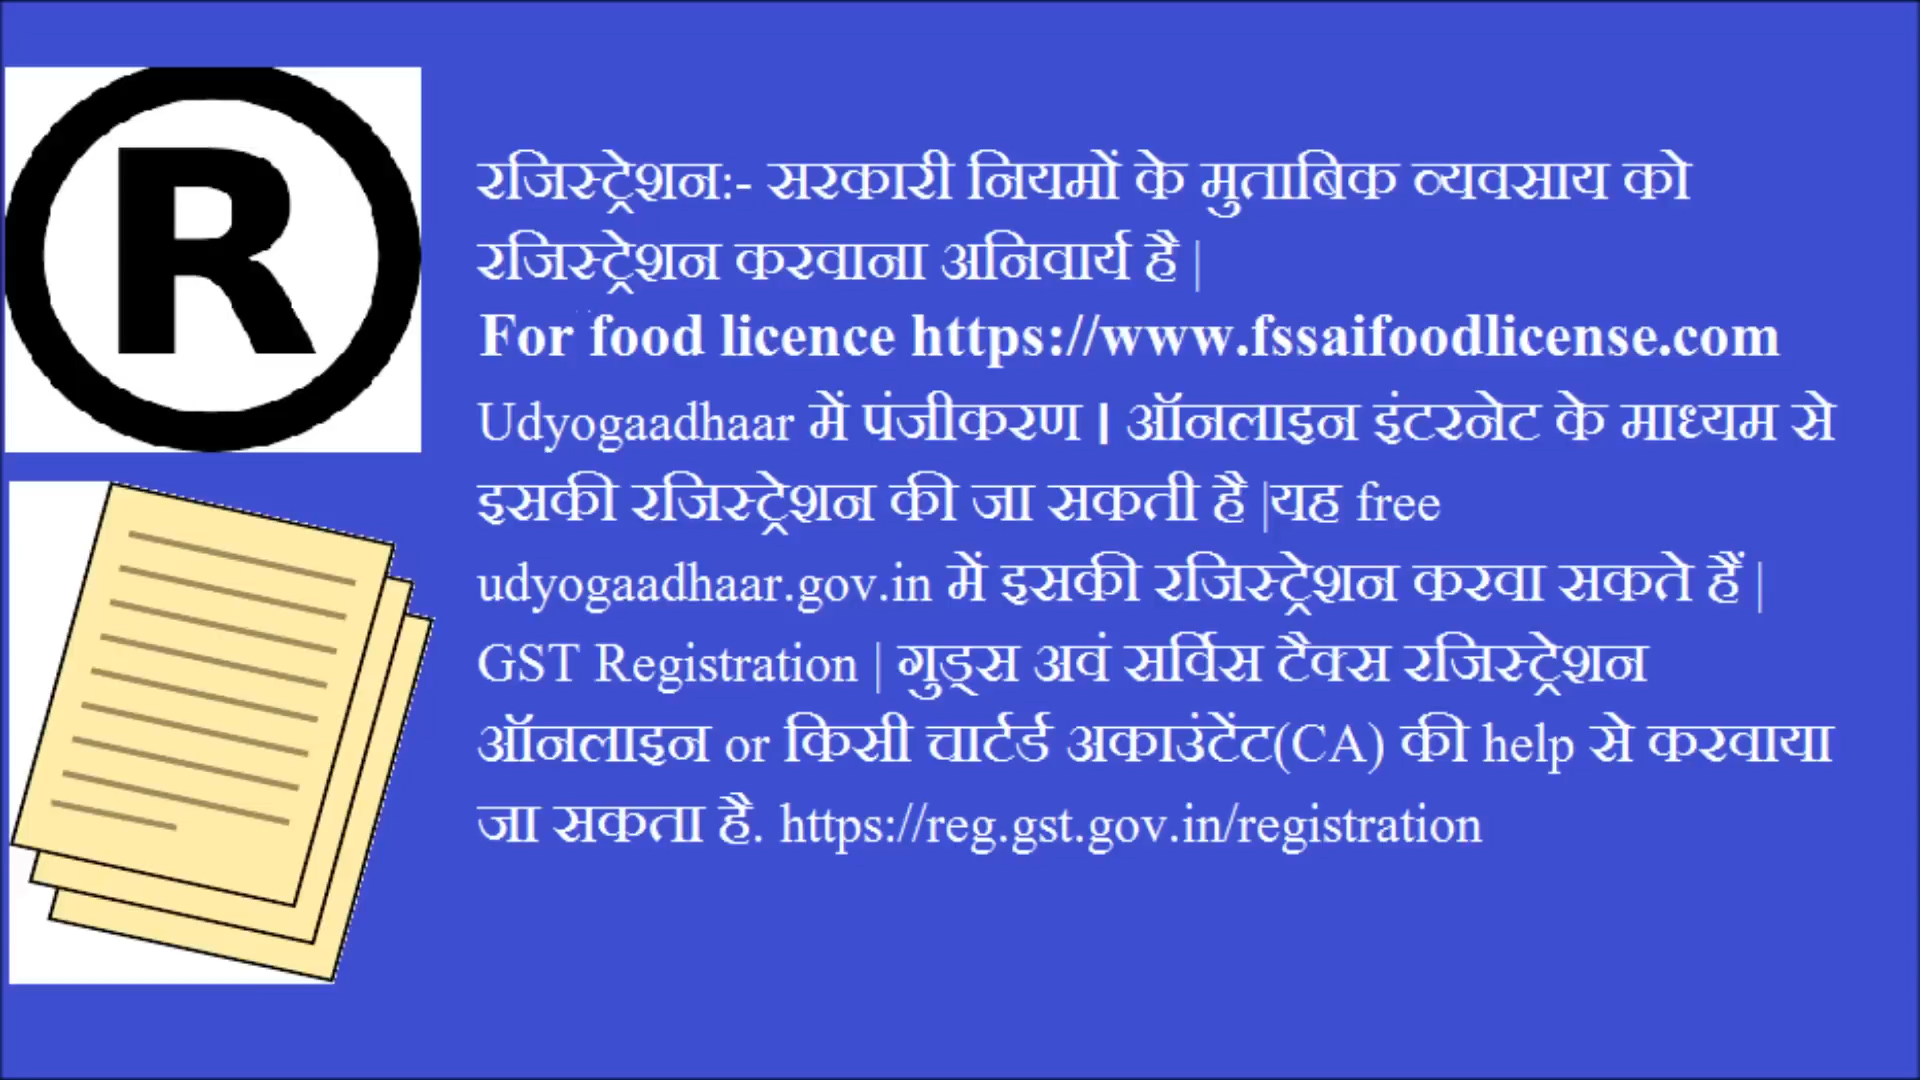 R
रजिस्ट्रेशन:- सरकारी नियमों के मुताबिक व्यवसाय को
रजिस्ट्रेशन करवाना अनिवार्य है |
For food licence https://www.fssaifoodlicense.com
Udyogaadhaar में पंजीकरण । ऑनलाइन इंटरनेट के माध्यम से
इसकी रजिस्ट्रेशन की जा सकती है |यह free
udyogaadhaar.gov.in में इसकी रजिस्ट्रेशन करवा सकते हैं |
GST Registration | गुड्स अवं सर्विस टैक्स रजिस्ट्रेशन
ऑनलाइन or किसी चार्टर्ड अकाउंटेंट(CA) की help से करवाया
जा सकता है. https://reg.gst.gov.in/registration